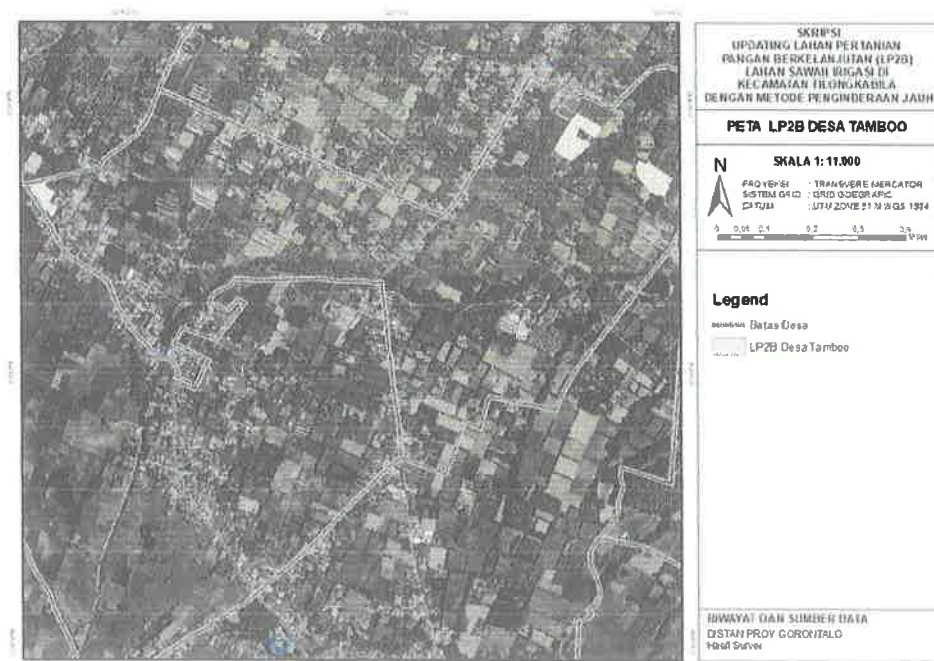 SKRIPSI
UPDATING LAHAN PERTANIAN
PANGAN BERKELANJUTAN (LP2B)
LAHAN SAWAH IRIGASI DI
KECAMATAN TILONGKABILA
DENGAN METODE PENGINDERAAN JAUH
PETA LP2B DESA TAMBOO
N
SKALA 1: 11.000
PROYEKSI : TRANSVERE MERCATOR
SISTEM GRID : GRID GOEGRAFIC
DATUM : UTM ZONE 51 N WGS 1984
Legend
Batas Desa
LP2B Desa Tamboo
RIWAYAT DAN SUMBER DATA
DISTAN PROV GORONTALO
Hasil Survei